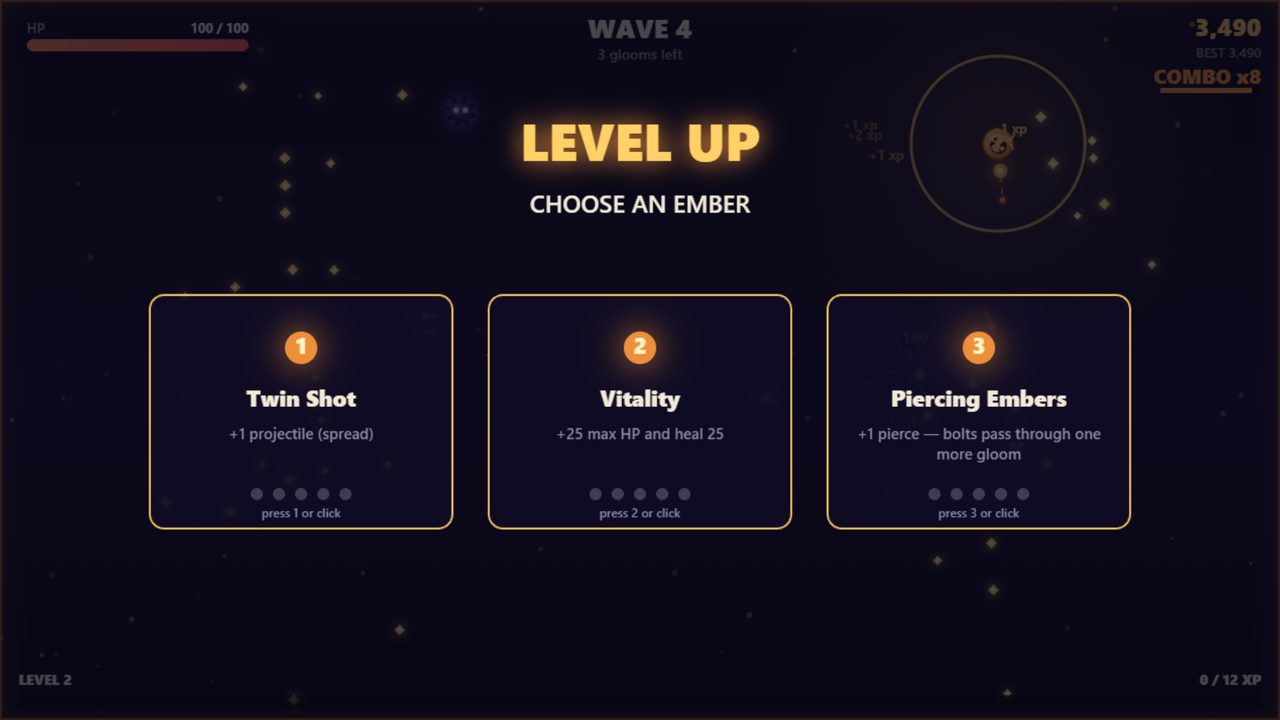 HP 100 / 100
WAVE 4
3 glooms left
3,490
BEST 3,490
COMBO x8
+1 xp
+2 xp
+1 xp
+1 xp
LEVEL UP
CHOOSE AN EMBER
1
Twin Shot
+1 projectile (spread)
press 1 or click
2
Vitality
+25 max HP and heal 25
press 2 or click
160
3
Piercing Embers
+1 pierce — bolts pass through one
more gloom
press 3 or click
LEVEL 2
0 / 12 XP